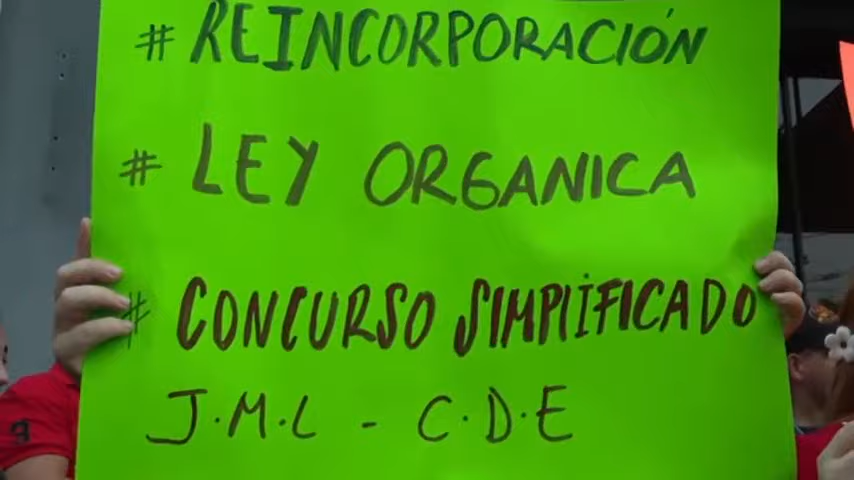 # REINCORPORACIÓN
# LEY ORGANICA
# CONCURSO SIMPLIFICADO
J.M.L - C.D.E